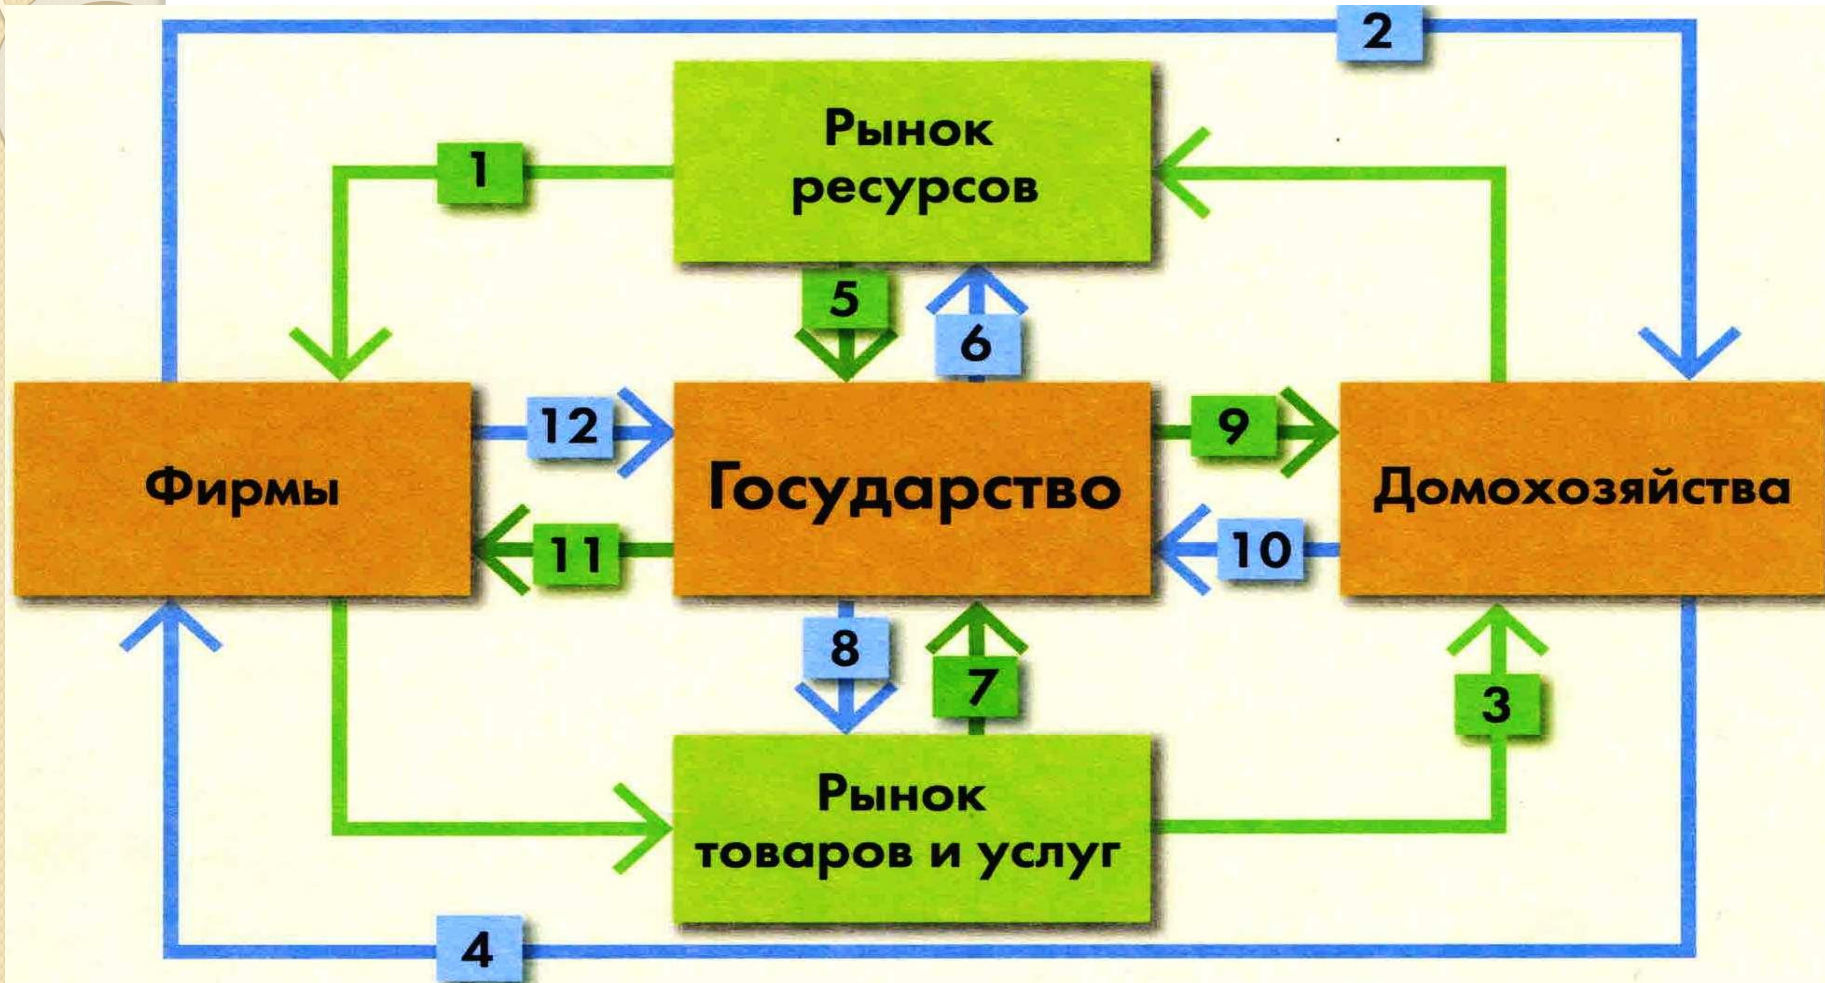 2
Рынок
ресурсов
1
5
6
12
9
Фирмы
Государство
Домохозяйства
11
10
8
7
3
Рынок
товаров и услуг
4